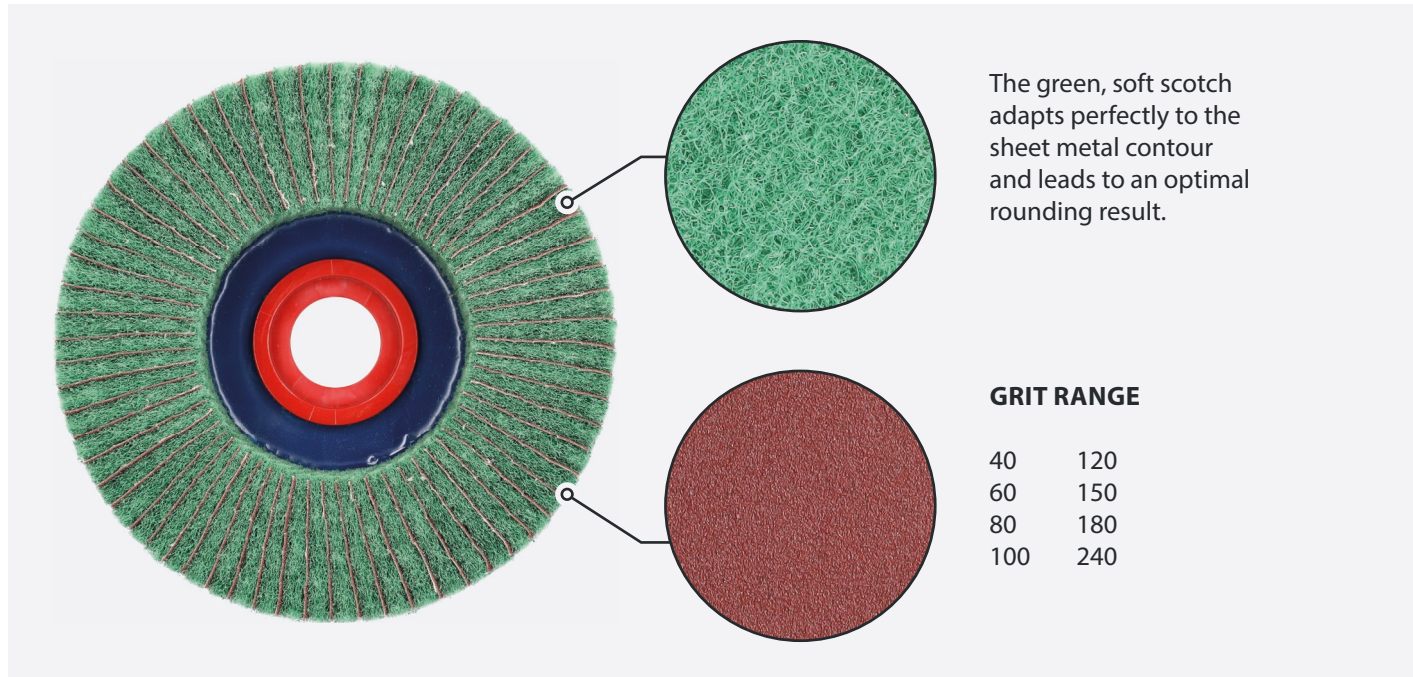 The green, soft scotch
adapts perfectly to the
sheet metal contour
and leads to an optimal
rounding result.
GRIT RANGE
40 120
60 150
80 180
100 240